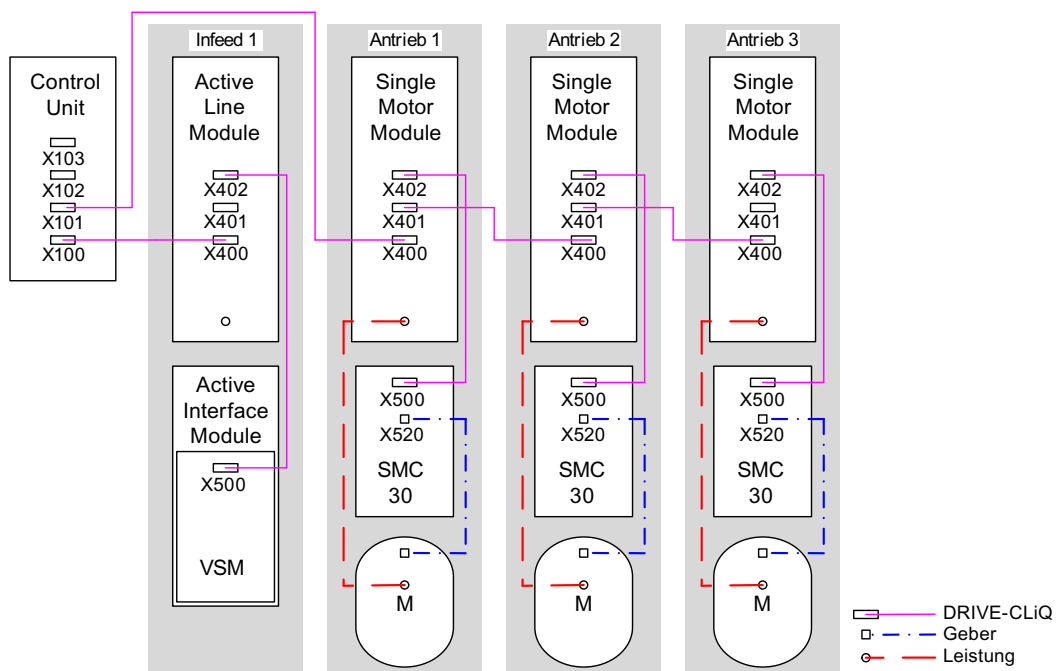 Infeed 1
Antrieb 1
Antrieb 2
Antrieb 3
Control
Unit
X103
X102
X101
X100
Active
Line
Module
X402
X401
X400
Single
Motor
Module
X402
X401
X400
Single
Motor
Module
X402
X401
X400
Single
Motor
Module
X402
X401
X400
Active
Interface
Module
X500
VSM
X500
X520
SMC
30
M
X500
X520
SMC
30
M
X500
X520
SMC
30
M
DRIVE-CLiQ
Geber
Leistung